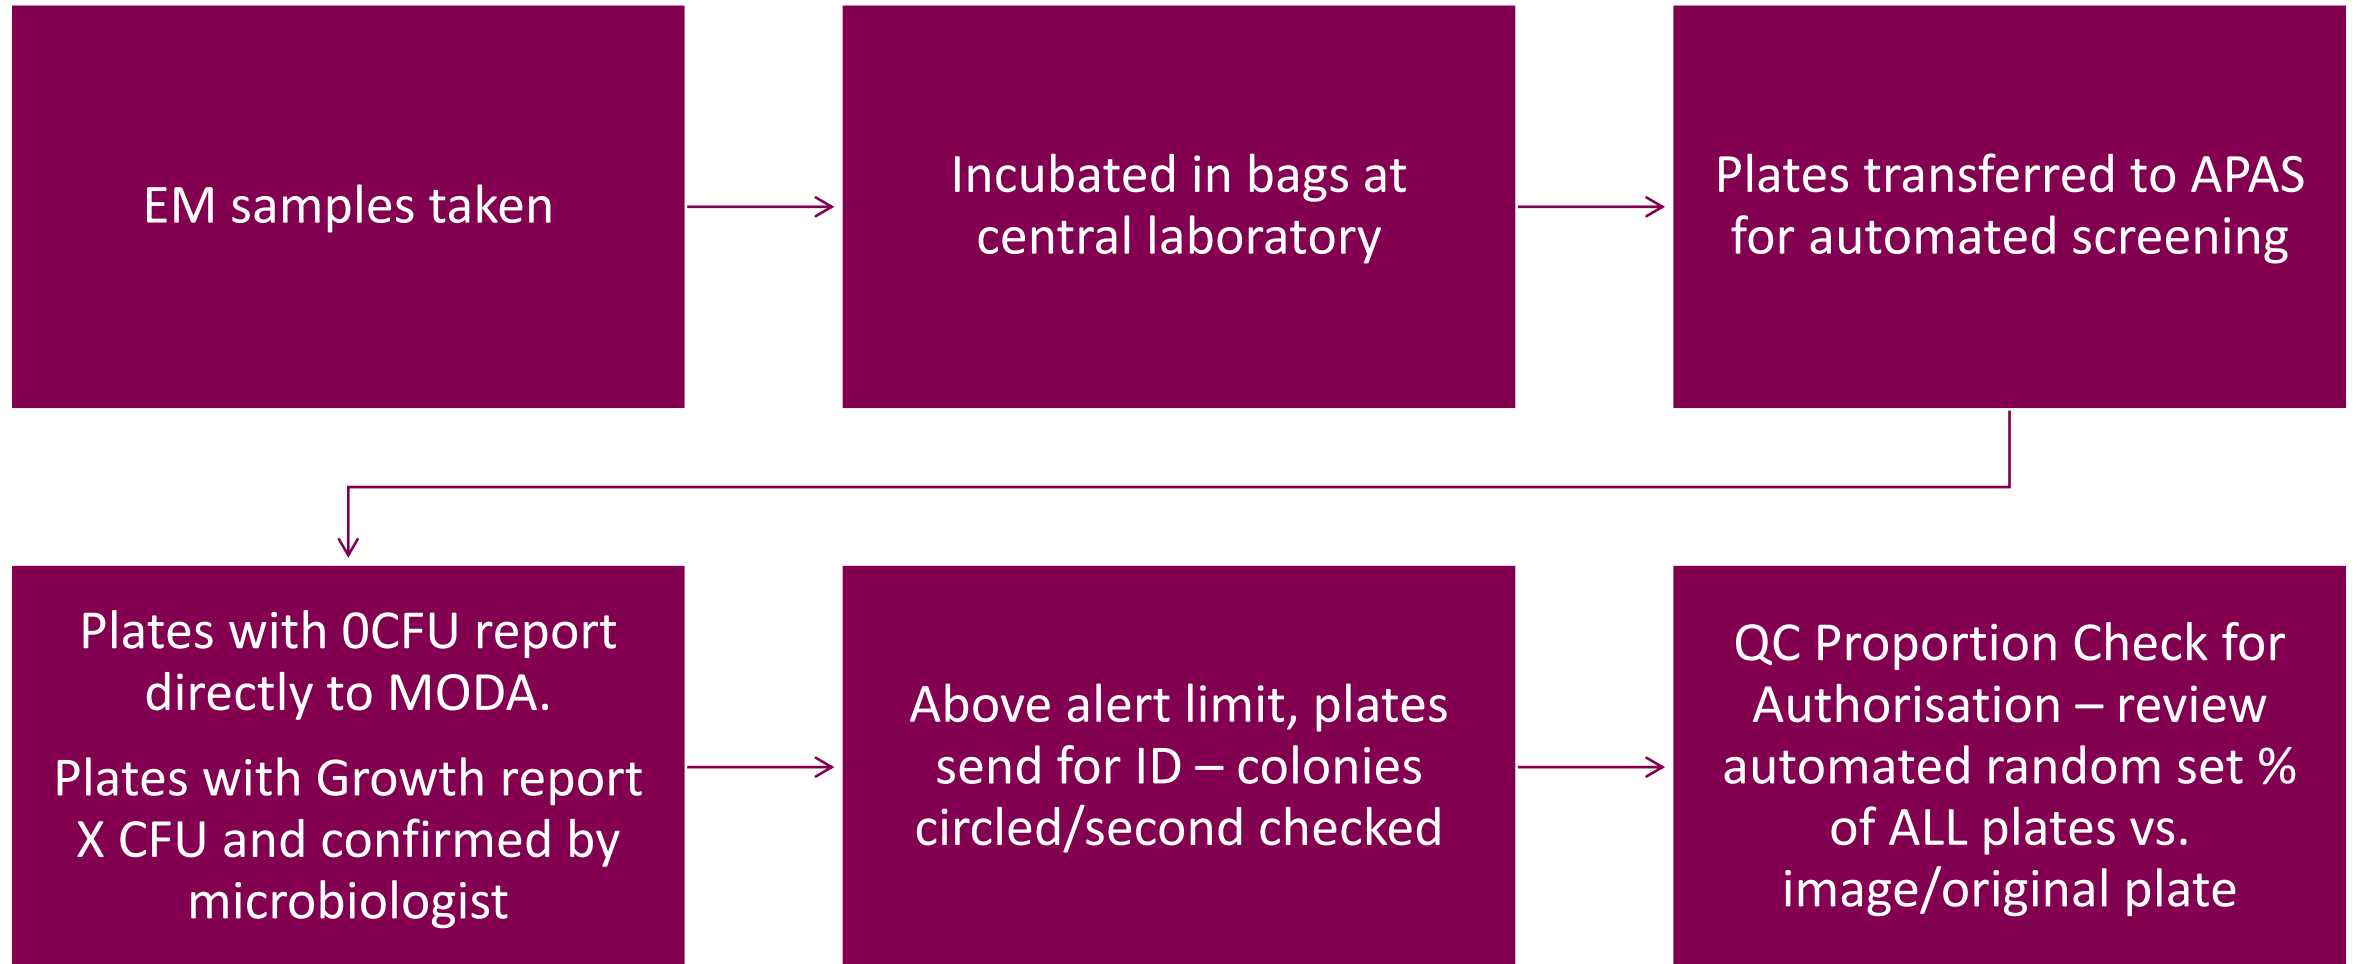 EM samples taken
Incubated in bags at
central laboratory
Plates transferred to APAS
for automated screening
Plates with 0CFU report
directly to MODA.
Plates with Growth report
X CFU and confirmed by
microbiologist
Above alert limit, plates
send for ID – colonies
circled/second checked
QC Proportion Check for
Authorisation – review
automated random set %
of ALL plates vs.
image/original plate